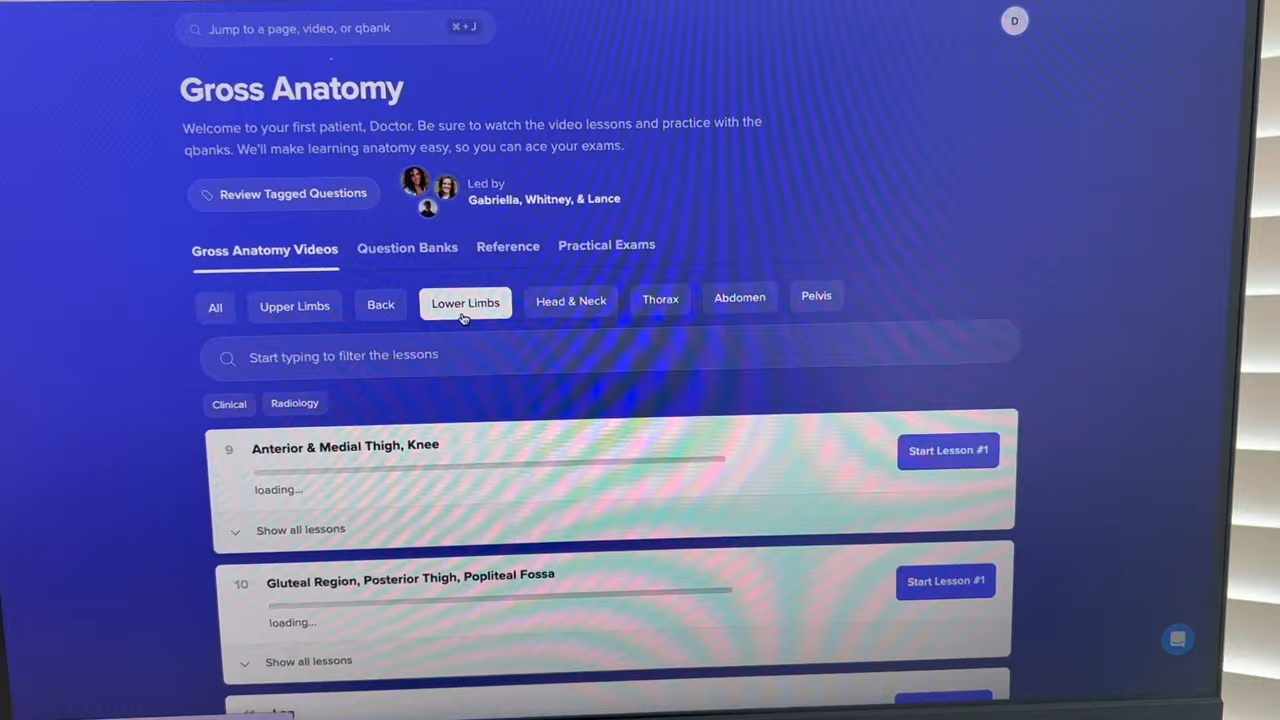 Jump to a page, video, or qbank
⌘ + J
D
Gross Anatomy
Welcome to your first patient, Doctor. Be sure to watch the video lessons and practice with the
qbanks. We'll make learning anatomy easy, so you can ace your exams.
Review Tagged Questions
Led by
Gabriella, Whitney, & Lance
Gross Anatomy Videos
Question Banks
Reference
Practical Exams
All
Upper Limbs
Back
Lower Limbs
Head & Neck
Thorax
Abdomen
Pelvis
Start typing to filter the lessons
Clinical
Radiology
9
Anterior & Medial Thigh, Knee
Start Lesson #1
loading...
Show all lessons
10
Gluteal Region, Posterior Thigh, Popliteal Fossa
Start Lesson #1
loading...
Show all lessons